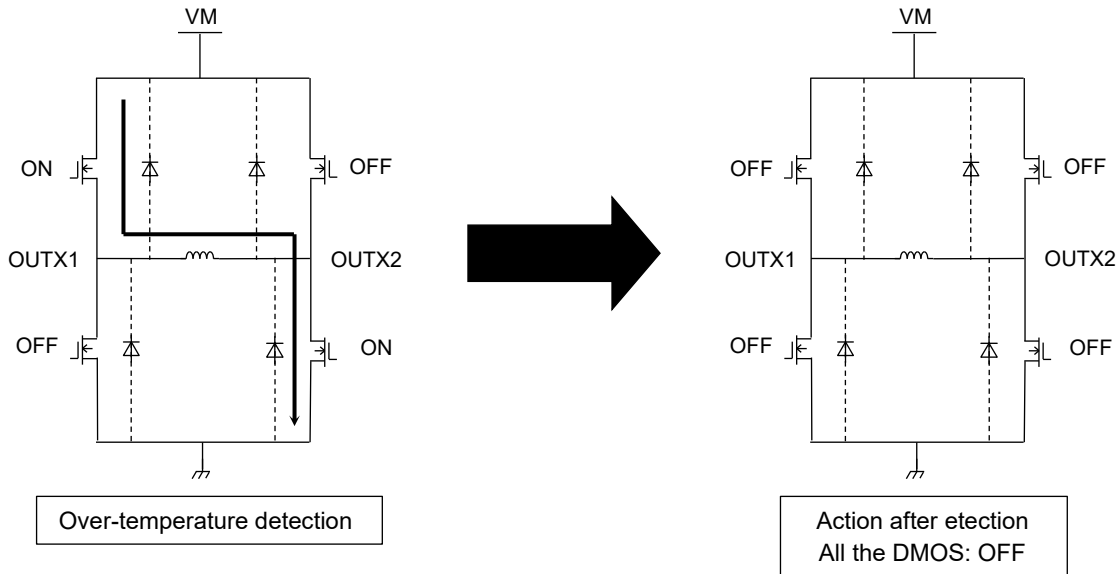 VM
ON
OFF
OUTX1
OUTX2
OFF
ON
Over-temperature detection
VM
OFF
OFF
OUTX1
OUTX2
OFF
OFF
Action after etection
All the DMOS: OFF